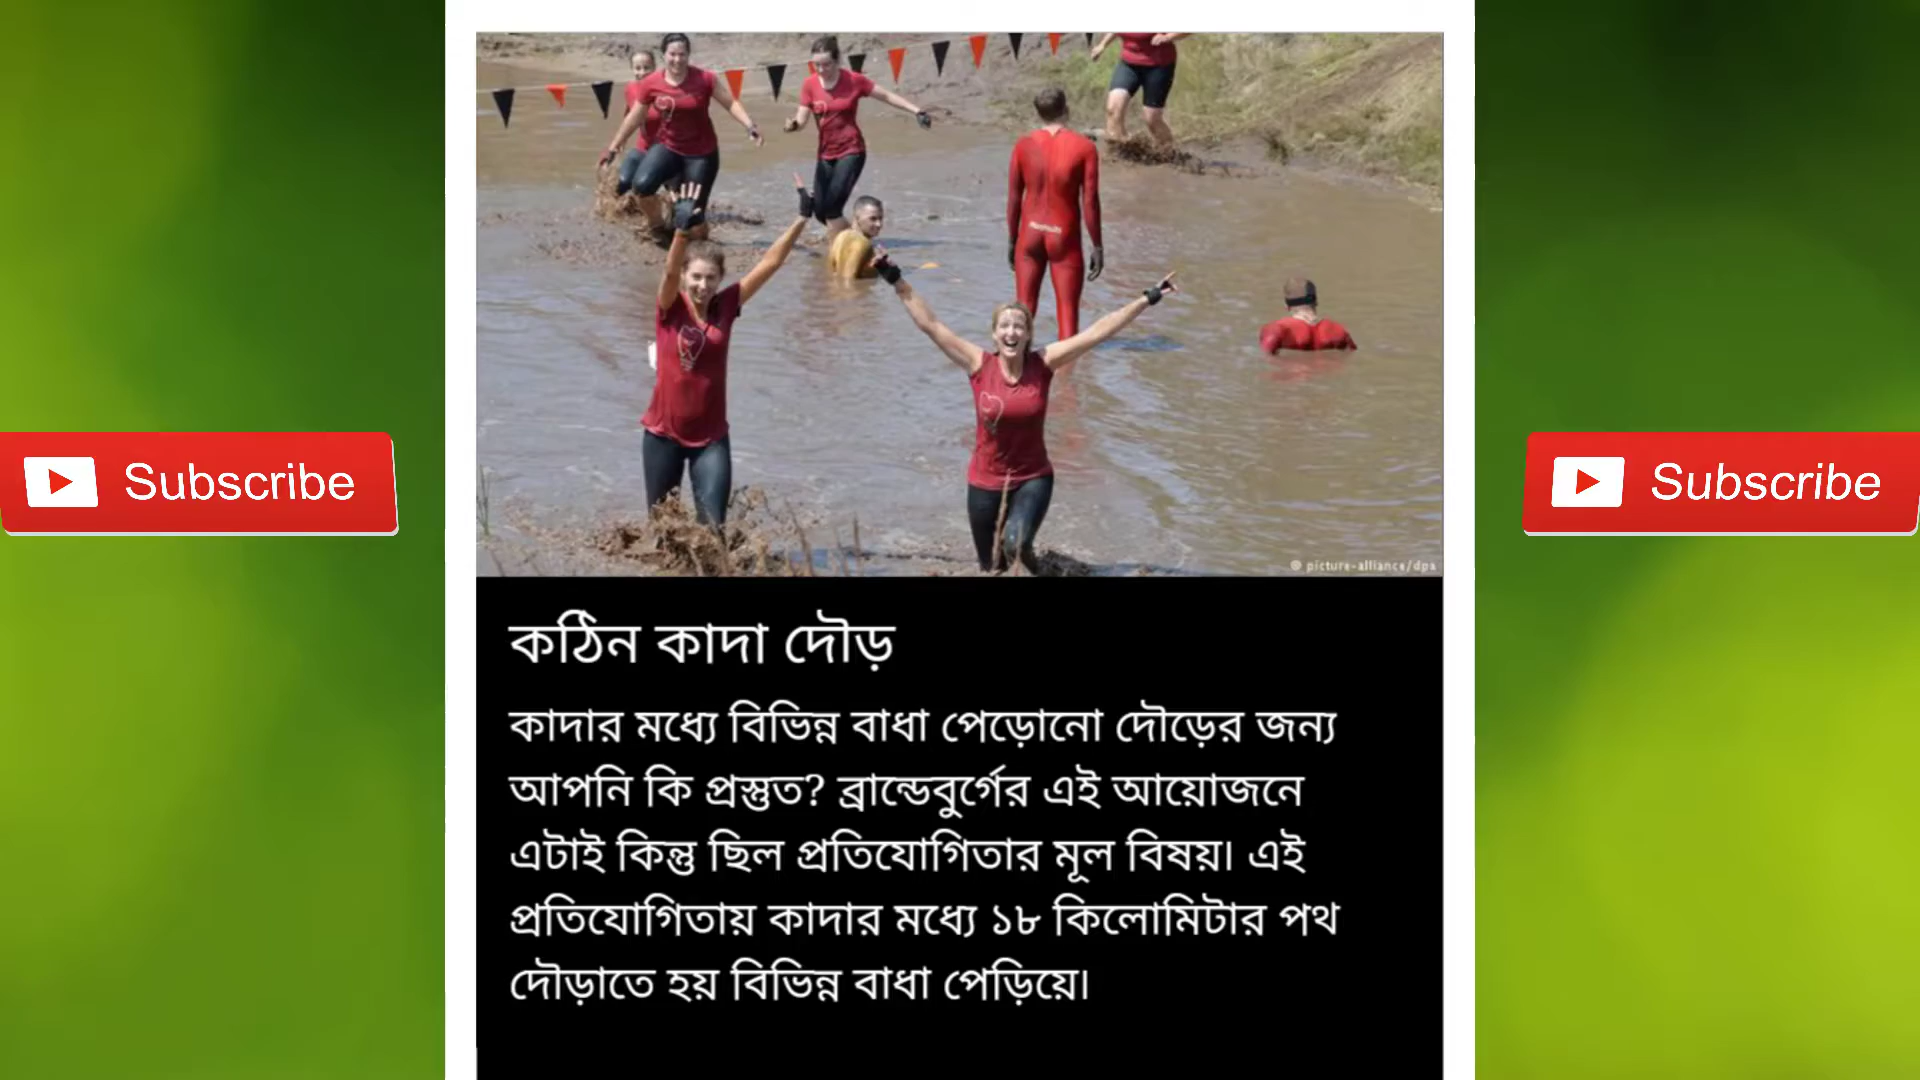 © picture-alliance/dpa
Subscribe
Subscribe
কঠিন কাদা দৌড়
কাদার মধ্যে বিভিন্ন বাধা পেড়োনো দৌড়ের জন্য
আপনি কি প্রস্তুত? ব্রান্ডেবুর্গের এই আয়োজনে
এটাই কিন্তু ছিল প্রতিযোগিতার মূল বিষয়। এই
প্রতিযোগিতায় কাদার মধ্যে ১৮ কিলোমিটার পথ
দৌড়াতে হয় বিভিন্ন বাধা পেড়িয়ে।